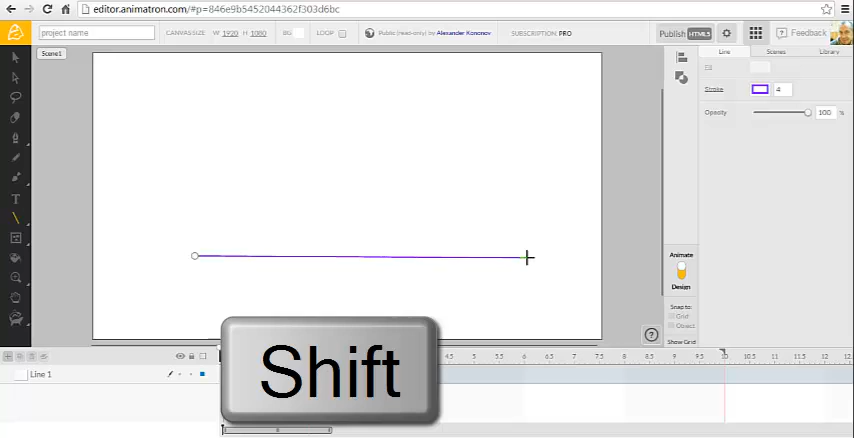 editor.animatron.com/#p=846e9b5452044362f303d6bc
project name
CANVAS SIZE W 1920 H 1080 BG LOOP Public (read-only) by Alexander Kononov SUBSCRIPTION PRO Publish HTML5 Feedback
Scene1
Line Scenes Library
Fill
Stroke 4
Opacity 100 %
T
Animate
Design
Snap to:
Grid
Object
Show Grid
?
4.5 5 5.5 6 6.5 7 7.5 8 8.5 9 9.5 10 10.5 11 11.5 12 12.5
Line 1
Shift